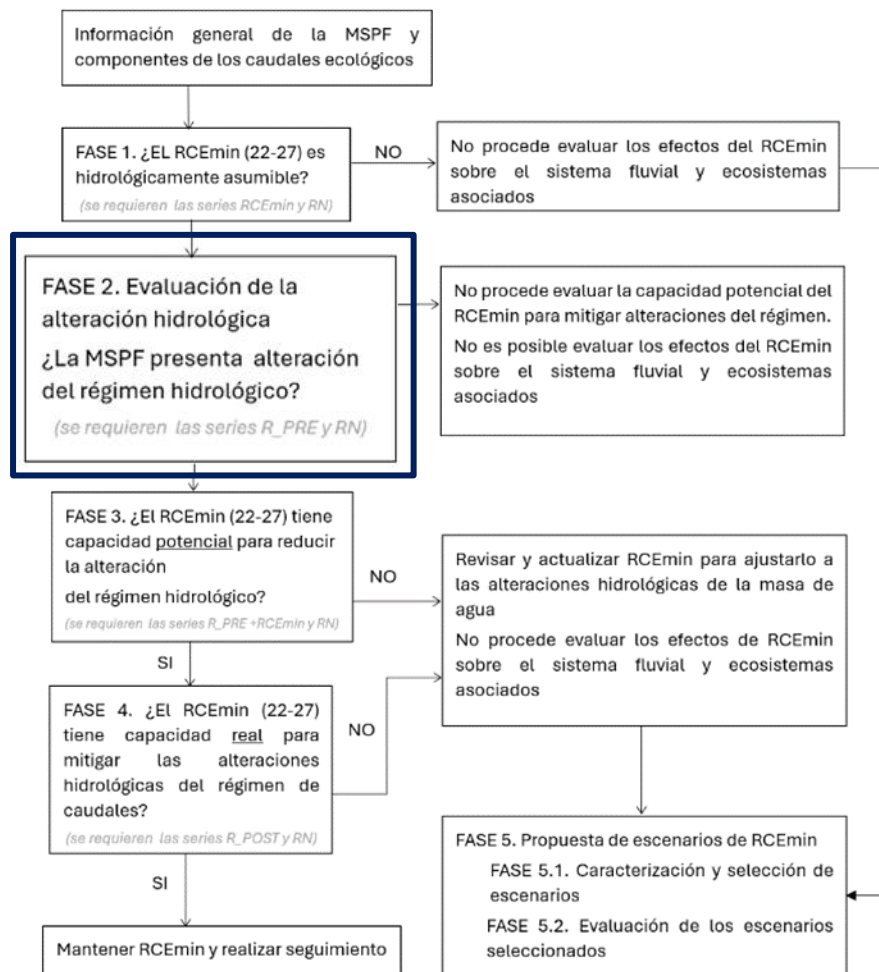 Información general de la MSPF y
componentes de los caudales ecológicos
FASE 1. ¿EL RCEmin (22-27) es
hidrológicamente asumible?
(se requieren las series RCEmin y RN)
NO
No procede evaluar los efectos del RCEmin
sobre el sistema fluvial y ecosistemas
asociados
FASE 2. Evaluación de la
alteración hidrológica
¿La MSPF presenta alteración
del régimen hidrológico?
(se requieren las series R_PRE y RN)
No procede evaluar la capacidad potencial del
RCEmin para mitigar alteraciones del régimen.
No es posible evaluar los efectos del RCEmin
sobre el sistema fluvial y ecosistemas
asociados
FASE 3. ¿El RCEmin (22-27) tiene
capacidad potencial para reducir
la alteración
del régimen hidrológico?
(se requieren las series R_PRE +RCEmin y RN)
NO
SI
Revisar y actualizar RCEmin para ajustarlo a
las alteraciones hidrológicas de la masa de
agua
No procede evaluar los efectos de RCEmin
sobre el sistema fluvial y ecosistemas
asociados
FASE 4. ¿El RCEmin (22-27)
tiene capacidad real para
mitigar las alteraciones
hidrológicas del régimen de
caudales?
(se requieren las series R_POST y RN)
NO
SI
FASE 5. Propuesta de escenarios de RCEmin
FASE 5.1. Caracterización y selección de
escenarios
FASE 5.2. Evaluación de los escenarios
seleccionados
Mantener RCEmin y realizar seguimiento